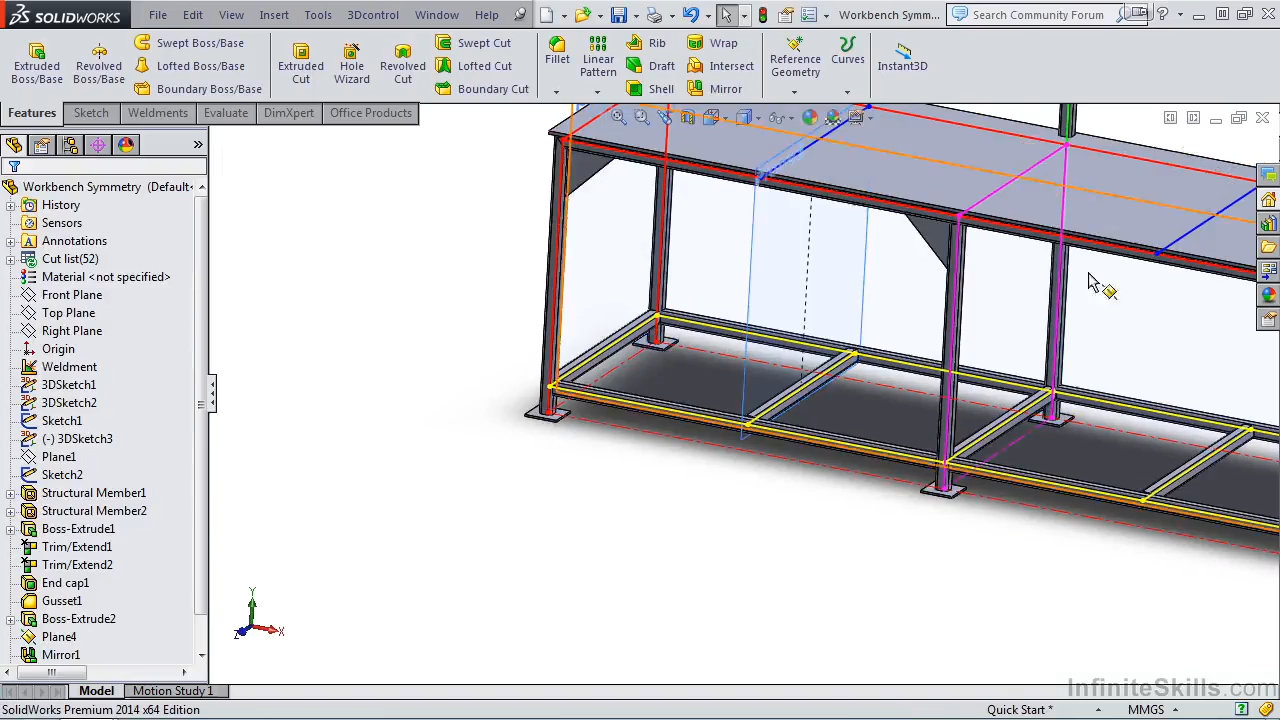 SOLIDWORKS File Edit View Insert Tools 3Dcontrol Window Help Workbench Symm... Search Community Forum
Extruded Boss/Base
Revolved Boss/Base
Swept Boss/Base
Lofted Boss/Base
Boundary Boss/Base
Extruded Cut
Hole Wizard
Revolved Cut
Swept Cut
Lofted Cut
Boundary Cut
Fillet
Linear Pattern
Rib
Draft
Shell
Wrap
Intersect
Mirror
Reference Geometry
Curves
Instant3D
Features Sketch Weldments Evaluate DimXpert Office Products
Workbench Symmetry (Default<
History
Sensors
Annotations
Cut list(52)
Material <not specified>
Front Plane
Top Plane
Right Plane
Origin
Weldment
3DSketch1
3DSketch2
Sketch1
(-) 3DSketch3
Plane1
Sketch2
Structural Member1
Structural Member2
Boss-Extrude1
Trim/Extend1
Trim/Extend2
End cap1
Gusset1
Boss-Extrude2
Plane4
Mirror1
Y
Z X
Model Motion Study 1
InfiniteSkills.com
SolidWorks Premium 2014 x64 Edition Quick Start * MMGS